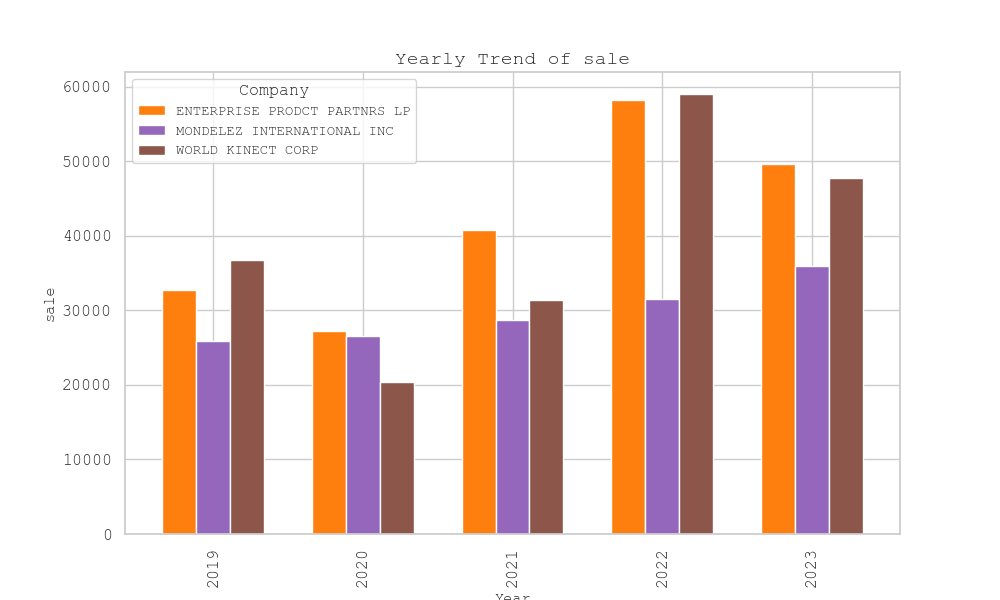 Yearly Trend of sale
Company
ENTERPRISE PRODCT PARTNRS LP
MONDELEZ INTERNATIONAL INC
WORLD KINECT CORP
60000
50000
40000
30000
20000
10000
0
sale
2019
2020
2021
2022
2023
Year